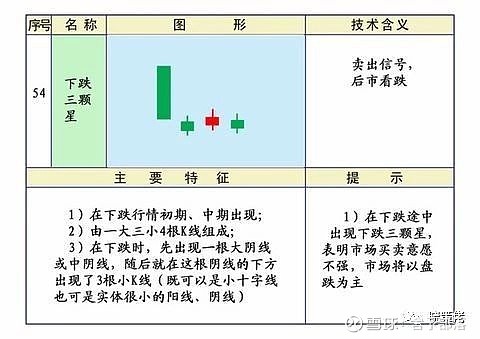 序号 名称 图形 技术含义
54
下跌
三颗
星
卖出信号，
后市看跌
主要特征 提示
1）在下跌行情初期、中期出现；
2）由一大三小4根K线组成；
3）在下跌时，先出现一根大阴线
或中阴线，随后就在这根阴线的下方
出现了3根小K线（既可以是小十字线
也可是实体很小的阳线、阴线）
1）在下跌途中
出现下跌三颗星，
表明市场买卖意愿
不强，市场将以盘
跌为主
雪球